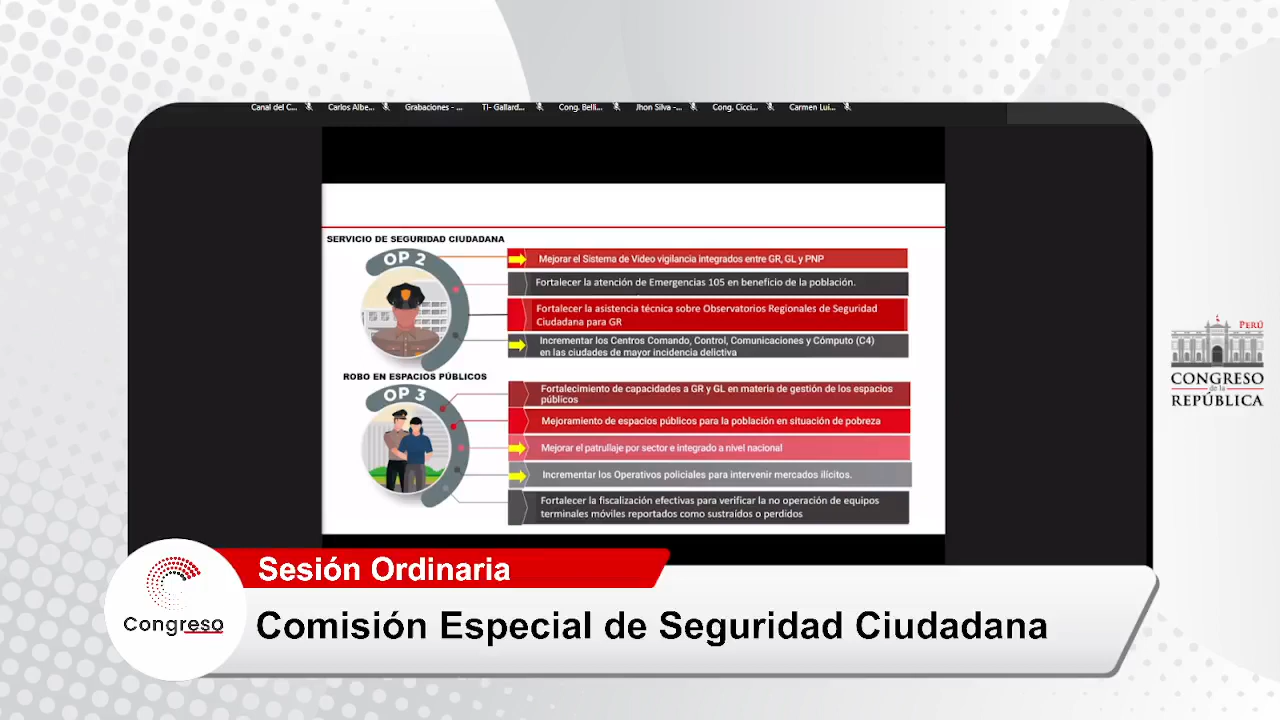 Canal del C...
Carlos Albe...
Grabaciones - ...
TI- Gallard...
Cong. Belli...
Jhon Silva -...
Cong. Cicci...
Carmen Lui...
SERVICIO DE SEGURIDAD CIUDADANA
OP 2
Mejorar el Sistema de Video vigilancia integrados entre GR, GL y PNP
Fortalecer la atención de Emergencias 105 en beneficio de la población.
Fortalecer la asistencia técnica sobre Observatorios Regionales de Seguridad
Ciudadana para GR
Incrementar los Centros Comando, Control, Comunicaciones y Cómputo (C4)
en las ciudades de mayor incidencia delictiva
ROBO EN ESPACIOS PÚBLICOS
OP 3
Fortalecimiento de capacidades a GR y GL en materia de gestión de los espacios
públicos
Mejoramiento de espacios públicos para la población en situación de pobreza
Mejorar el patrullaje por sector e integrado a nivel nacional
Incrementar los Operativos policiales para intervenir mercados ilícitos.
Fortalecer la fiscalización efectivas para verificar la no operación de equipos
terminales móviles reportados como sustraídos o perdidos
PERÚ
CONGRESO
de la
REPÚBLICA
Congreso
Sesión Ordinaria
Comisión Especial de Seguridad Ciudadana